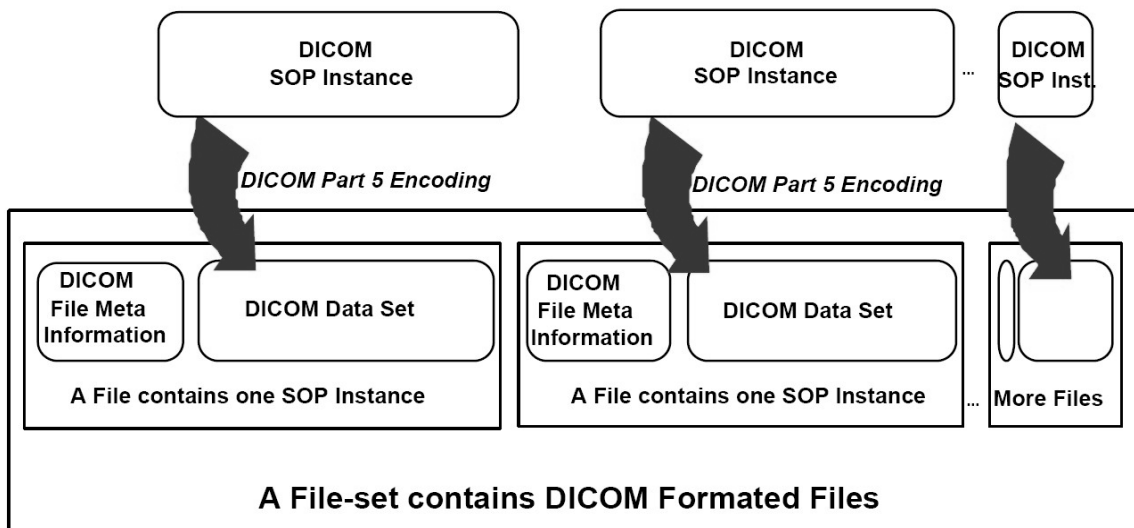 DICOM
SOP Instance
DICOM
SOP Instance
...
DICOM
SOP Inst.
DICOM Part 5 Encoding
DICOM Part 5 Encoding
DICOM
File Meta
Information
DICOM Data Set
A File contains one SOP Instance
DICOM
File Meta
Information
DICOM Data Set
A File contains one SOP Instance
...
More Files
A File-set contains DICOM Formated Files